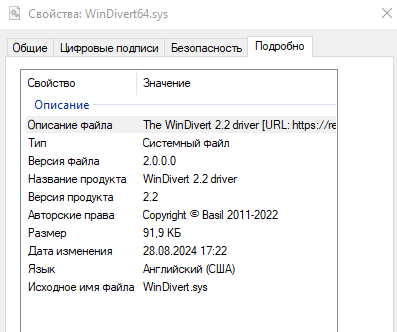 Свойства: WinDivert64.sys
Общие Цифровые подписи Безопасность Подробно
Свойство Значение
Описание
Описание файла The WinDivert 2.2 driver [URL: https://re
Тип Системный файл
Версия файла 2.0.0.0
Название продукта WinDivert 2.2 driver
Версия продукта 2.2
Авторские права Copyright © Basil 2011-2022
Размер 91,9 КБ
Дата изменения 28.08.2024 17:22
Язык Английский (США)
Исходное имя файла WinDivert.sys